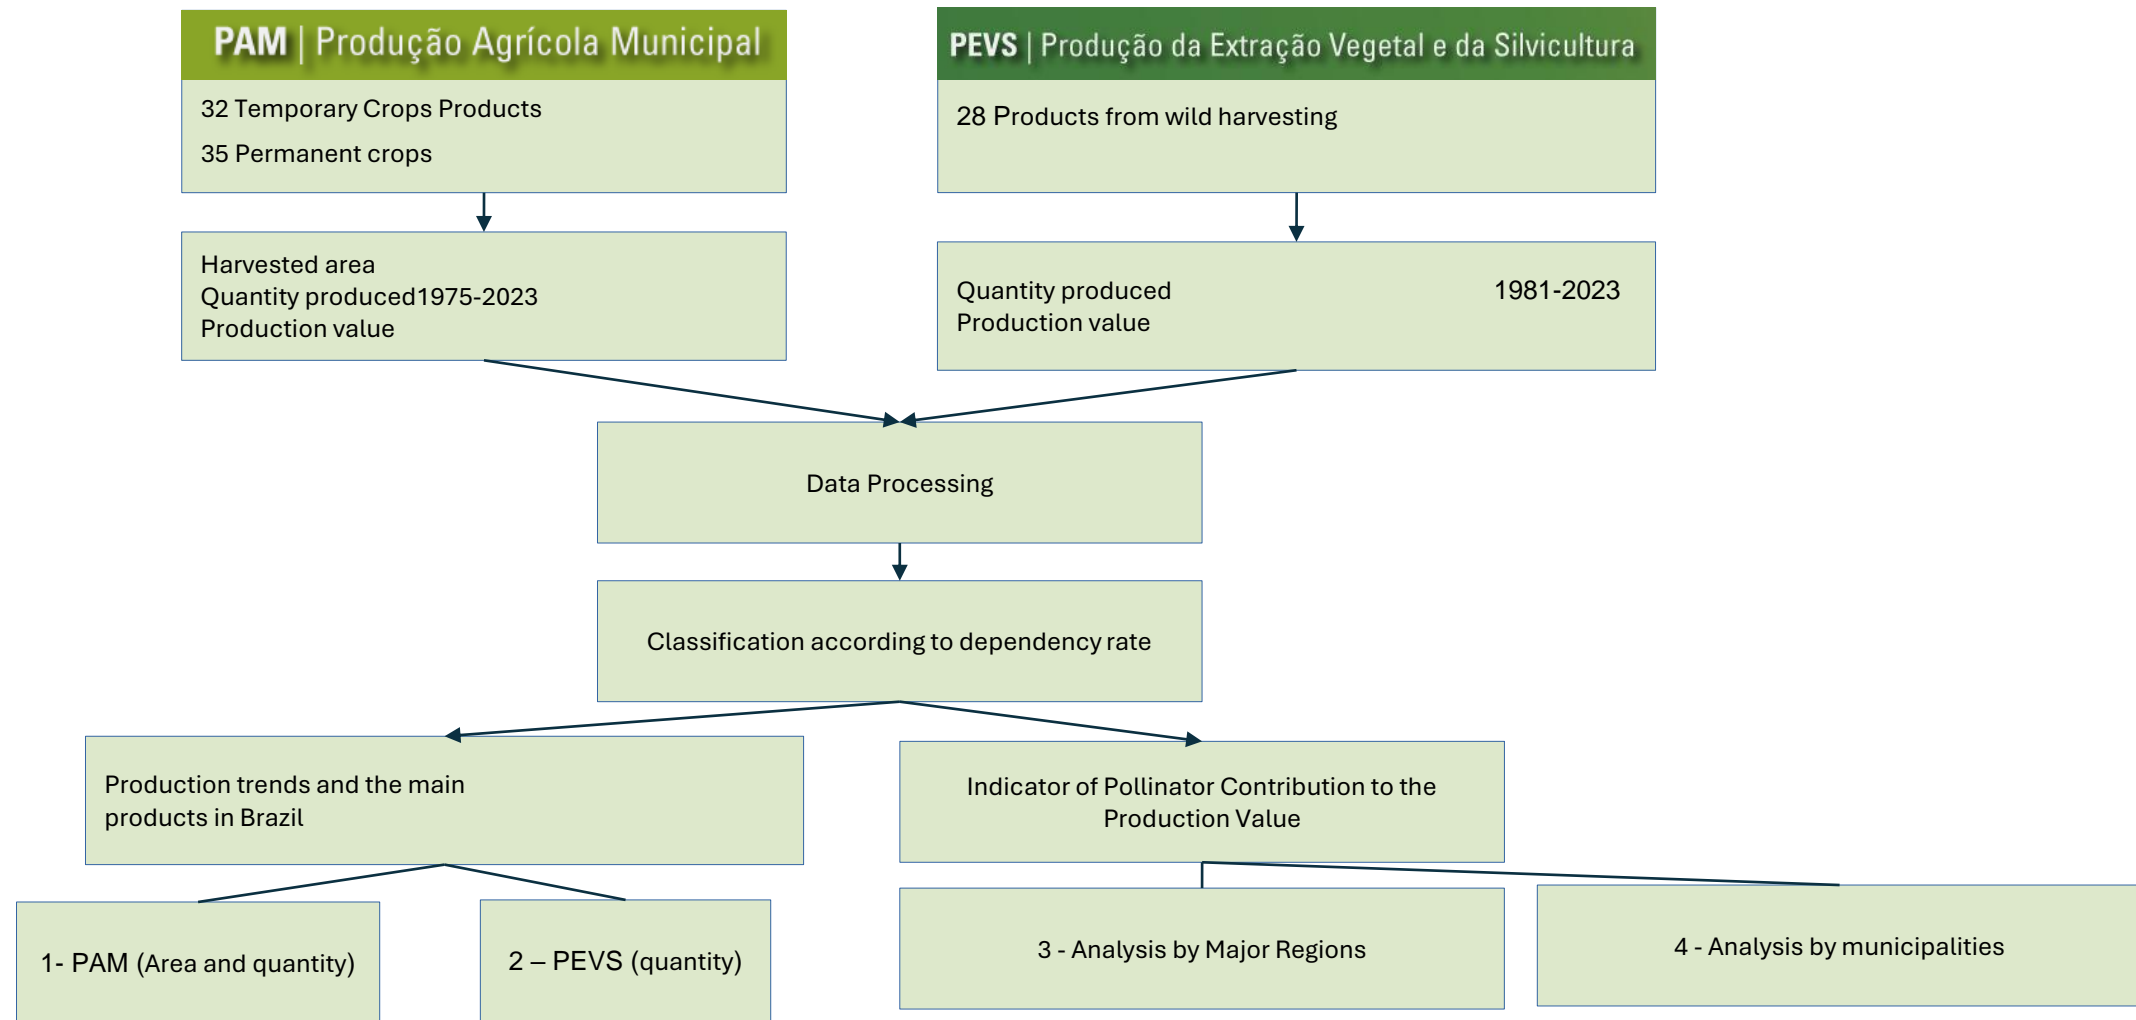 PAM | Produção Agrícola Municipal
32 Temporary Crops Products
35 Permanent crops
PEVS | Produção da Extração Vegetal e da Silvicultura
28 Products from wild harvesting
Harvested area
Quantity produced1975-2023
Production value
Quantity produced 1981-2023
Production value
Data Processing
Classification according to dependency rate
Production trends and the main
products in Brazil
Indicator of Pollinator Contribution to the
Production Value
1- PAM (Area and quantity)
2 – PEVS (quantity)
3 - Analysis by Major Regions
4 - Analysis by municipalities